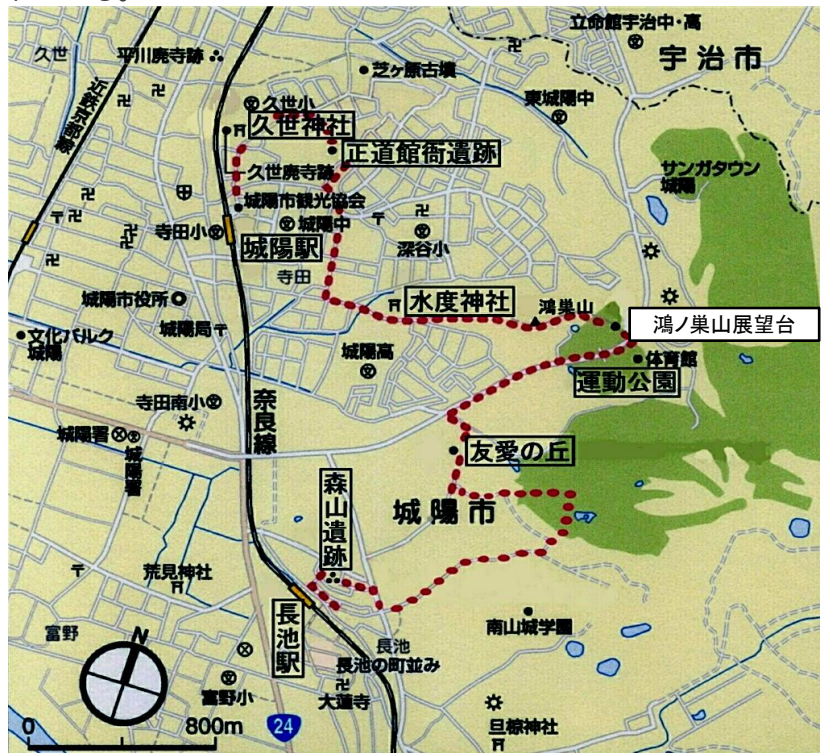 立命館宇治中・高
久世
平川廃寺跡
宇治市
芝ヶ原古墳
近鉄京都線
東城陽中
久世小
久世神社
正道館衙遺跡
久世廃寺跡
サンガタウン
城陽
城陽市観光協会
城陽中
寺田小
城陽駅
深谷小
寺田
水度神社
鴻巣山
城陽市役所
鴻ノ巣山展望台
城陽局
文化パルク
城陽
城陽高
体育館
運動公園
寺田南小
奈良線
城陽署
城陽署
友愛の丘
森山遺跡
城陽市
荒見神社
長池駅
南山城学園
富野
長池
長池の町並み
N
富野小
大蓮寺
旦椋神社
0
800m
24